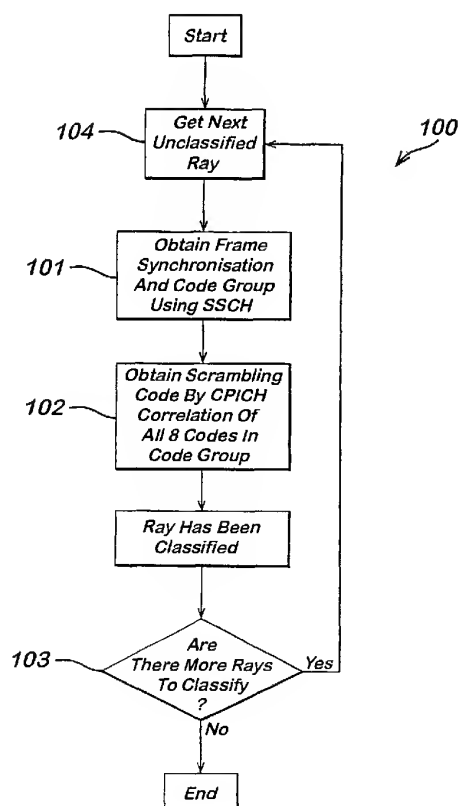 Start
104
Get Next
Unclassified
Ray
100
101
Obtain Frame
Synchronisation
And Code Group
Using SSCH
102
Obtain Scrambling
Code By CPICH
Correlation Of
All 8 Codes In
Code Group
Ray Has Been
Classified
103
Are
There More Rays
To Classify
?
Yes
No
End